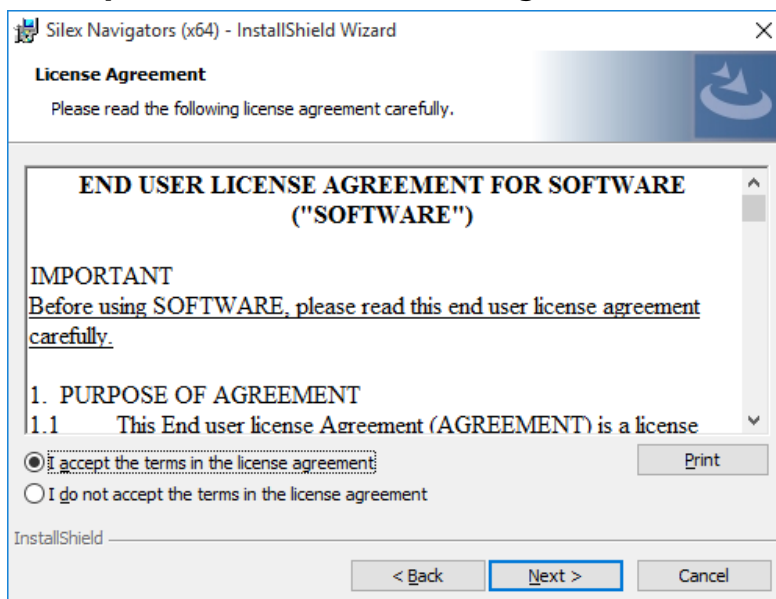 Silex Navigators (x64) - InstallShield Wizard
License Agreement
Please read the following license agreement carefully.
END USER LICENSE AGREEMENT FOR SOFTWARE
("SOFTWARE")
IMPORTANT
Before using SOFTWARE, please read this end user license agreement
carefully.
1. PURPOSE OF AGREEMENT
1.1 This End user license Agreement (AGREEMENT) is a license
I accept the terms in the license agreement
Print
I do not accept the terms in the license agreement
InstallShield
< Back
Next >
Cancel